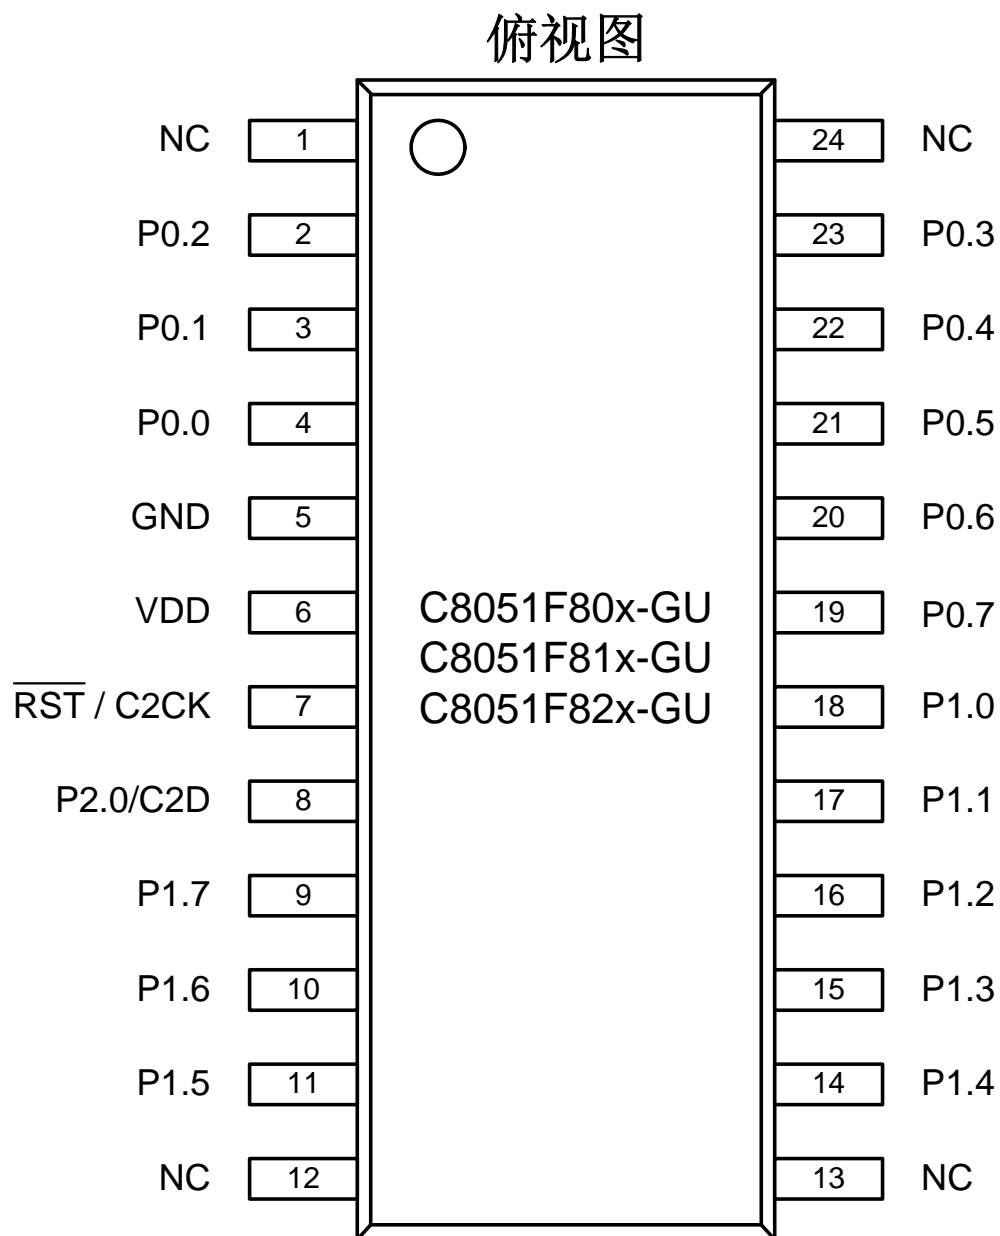 俯视图
NC 1 24 NC
P0.2 2 23 P0.3
P0.1 3 22 P0.4
P0.0 4 21 P0.5
GND 5 20 P0.6
VDD 6 19 P0.7
C8051F80x-GU
C8051F81x-GU
C8051F82x-GU
R̅S̅T̅ / C2CK 7 18 P1.0
P2.0/C2D 8 17 P1.1
P1.7 9 16 P1.2
P1.6 10 15 P1.3
P1.5 11 14 P1.4
NC 12 13 NC